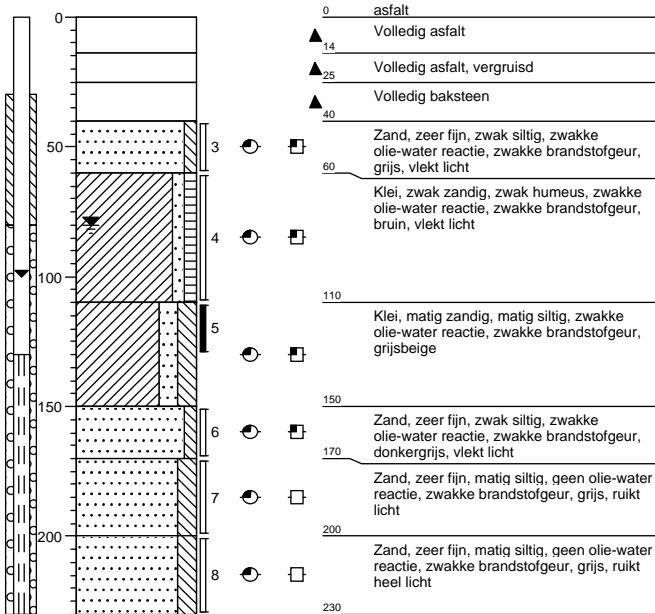 0
0 asfalt
Volledig asfalt
14
Volledig asfalt, vergruisd
25
Volledig baksteen
40
3
50
Zand, zeer fijn, zwak siltig, zwakke
olie-water reactie, zwakke brandstofgeur,
grijs, vlekt licht
60
Klei, zwak zandig, zwak humeus, zwakke
olie-water reactie, zwakke brandstofgeur,
bruin, vlekt licht
4
100
110
Klei, matig zandig, matig siltig, zwakke
olie-water reactie, zwakke brandstofgeur,
grijsbeige
5
150
150
Zand, zeer fijn, zwak siltig, zwakke
olie-water reactie, zwakke brandstofgeur,
donkergrijs, vlekt licht
6
170
Zand, zeer fijn, matig siltig, geen olie-water
reactie, zwakke brandstofgeur, grijs, ruikt
licht
7
200
200
Zand, zeer fijn, matig siltig, geen olie-water
reactie, zwakke brandstofgeur, grijs, ruikt
heel licht
8
230